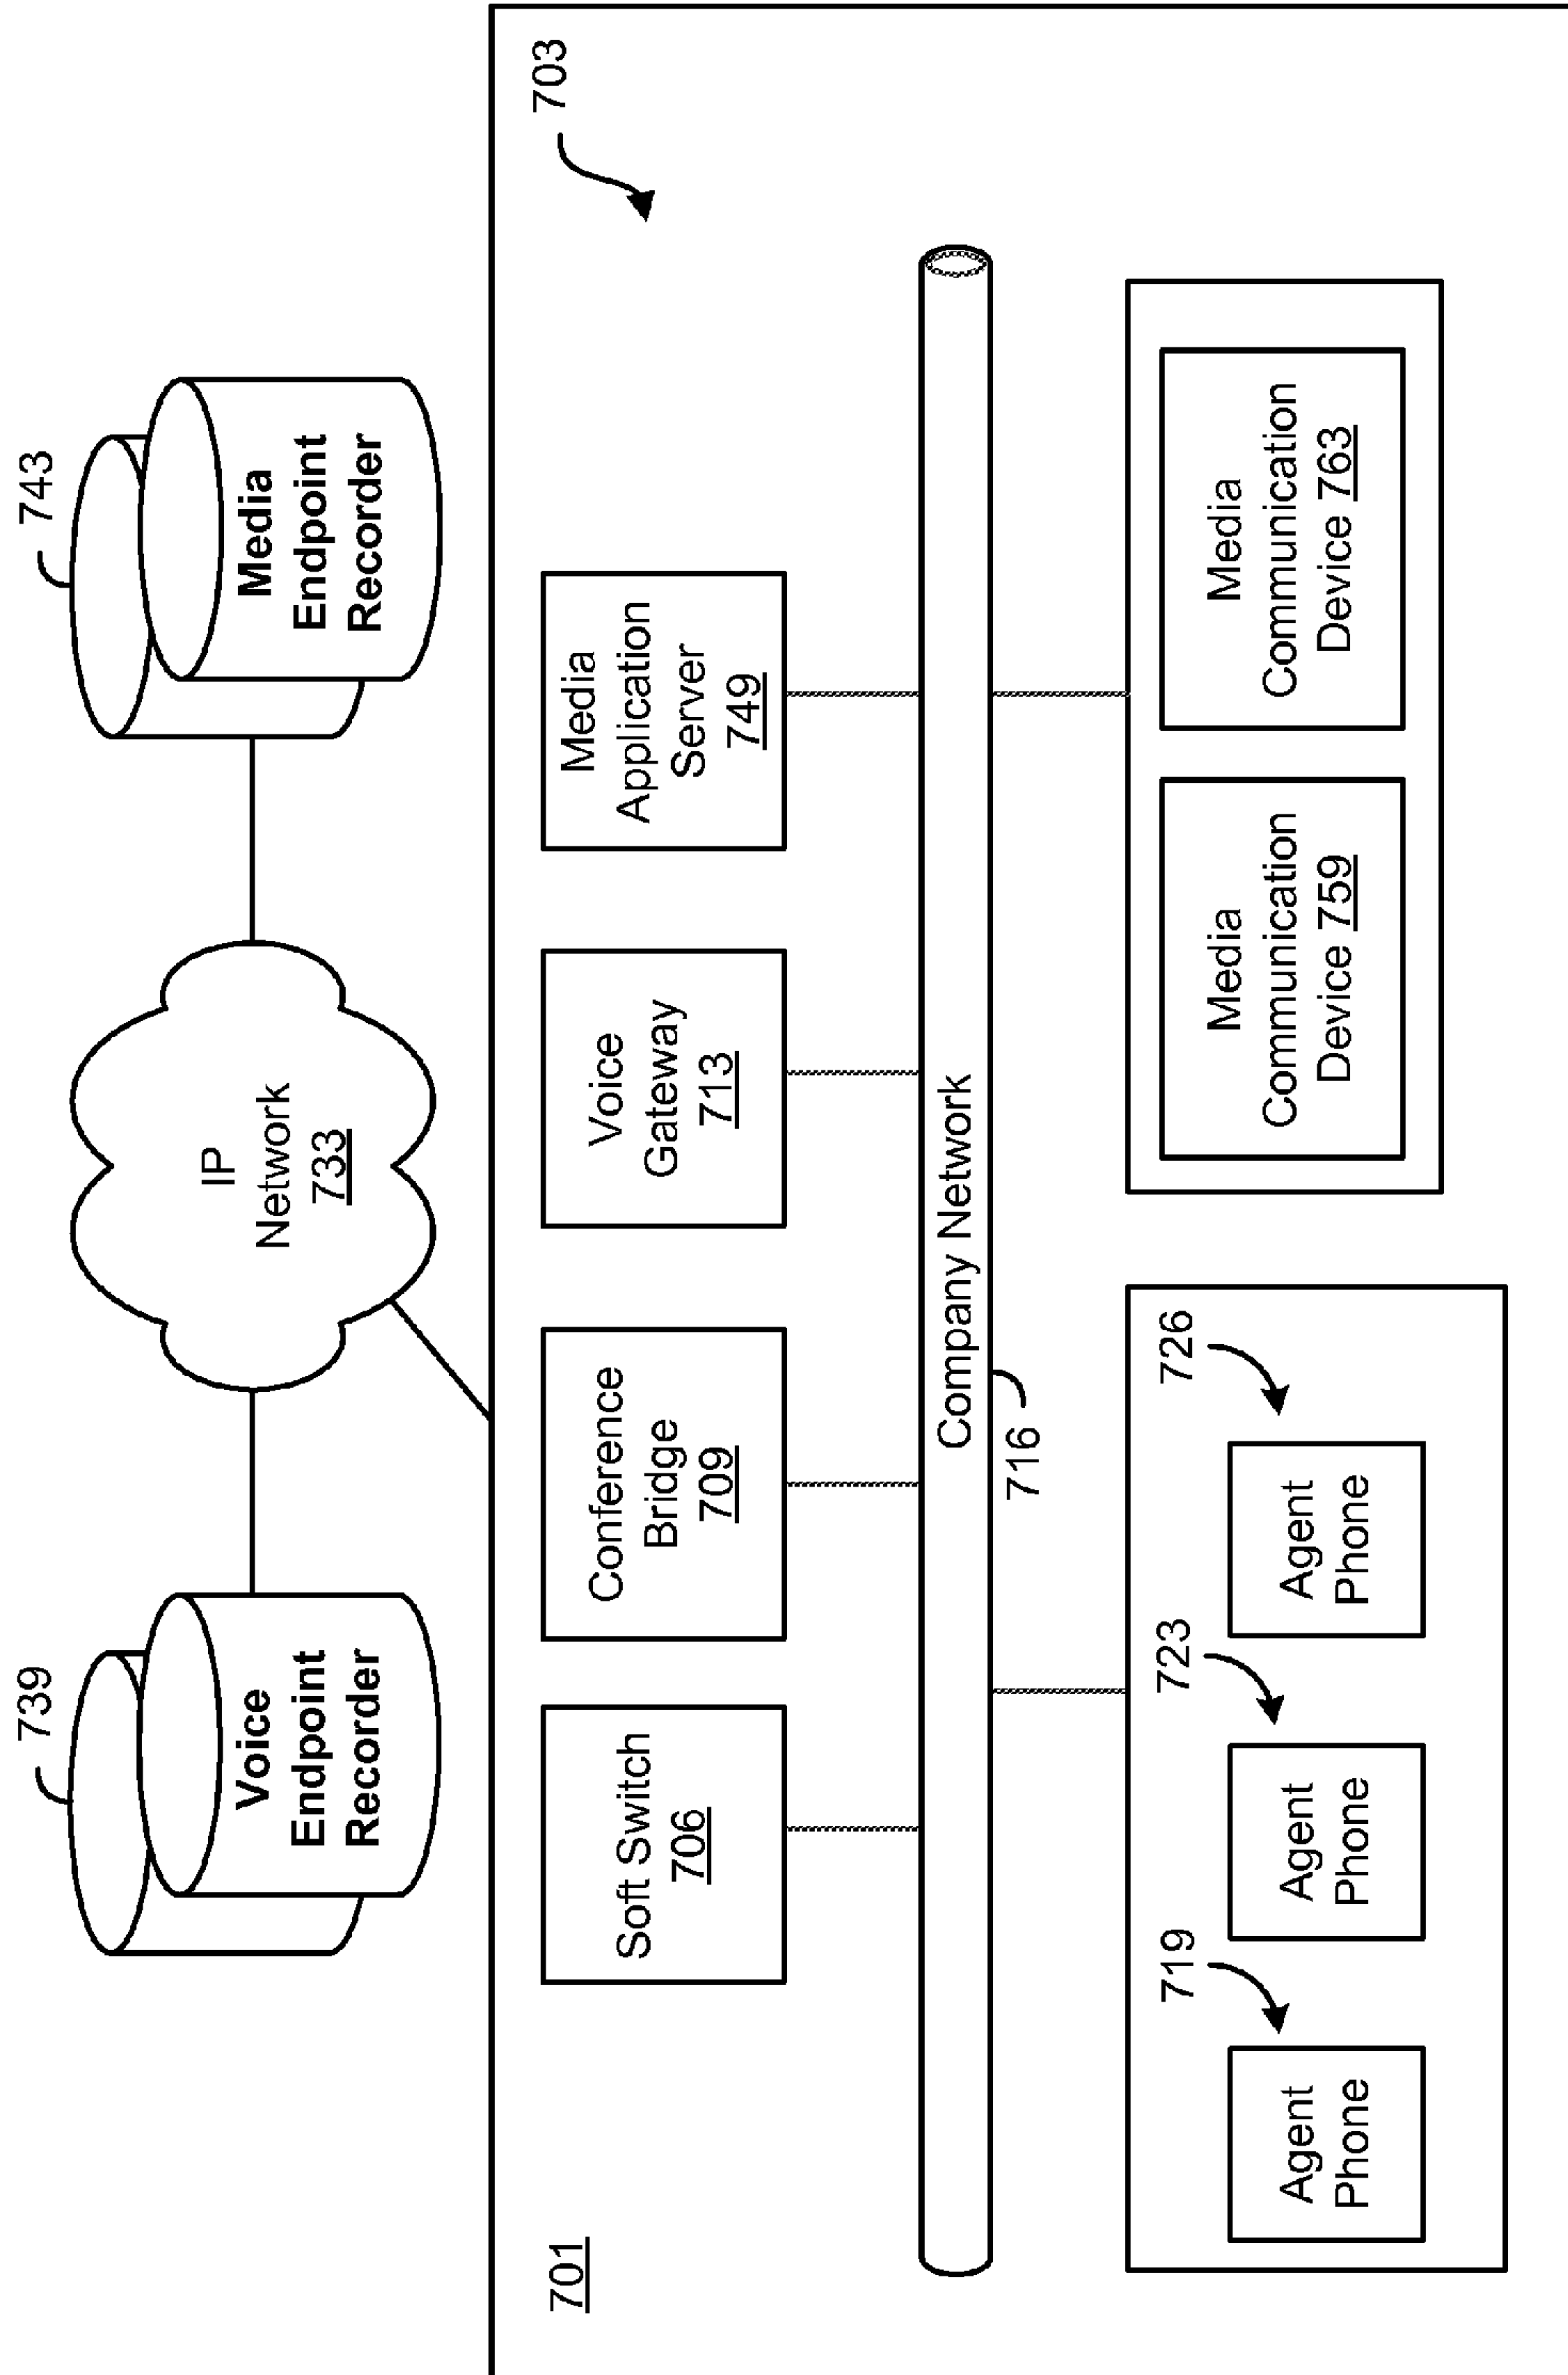 739
743
Voice
Endpoint
Recorder
IP
Network
733
Media
Endpoint
Recorder
701
703
Soft Switch
706
Conference
Bridge
709
Voice
Gateway
713
Media
Application
Server
749
Company Network
716
719
723
726
Agent
Phone
Agent
Phone
Agent
Phone
Media
Communication
Device 759
Media
Communication
Device 763